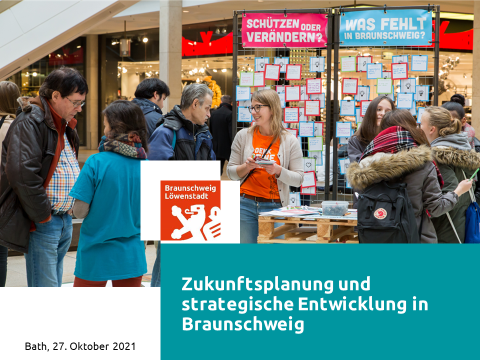 SCHÜTZEN ODER
VERÄNDERN?
WAS FEHLT
IN BRAUNSCHWEIG?
Braunschweig
Löwenstadt
Zukunftsplanung und
strategische Entwicklung in
Braunschweig
Bath, 27. Oktober 2021